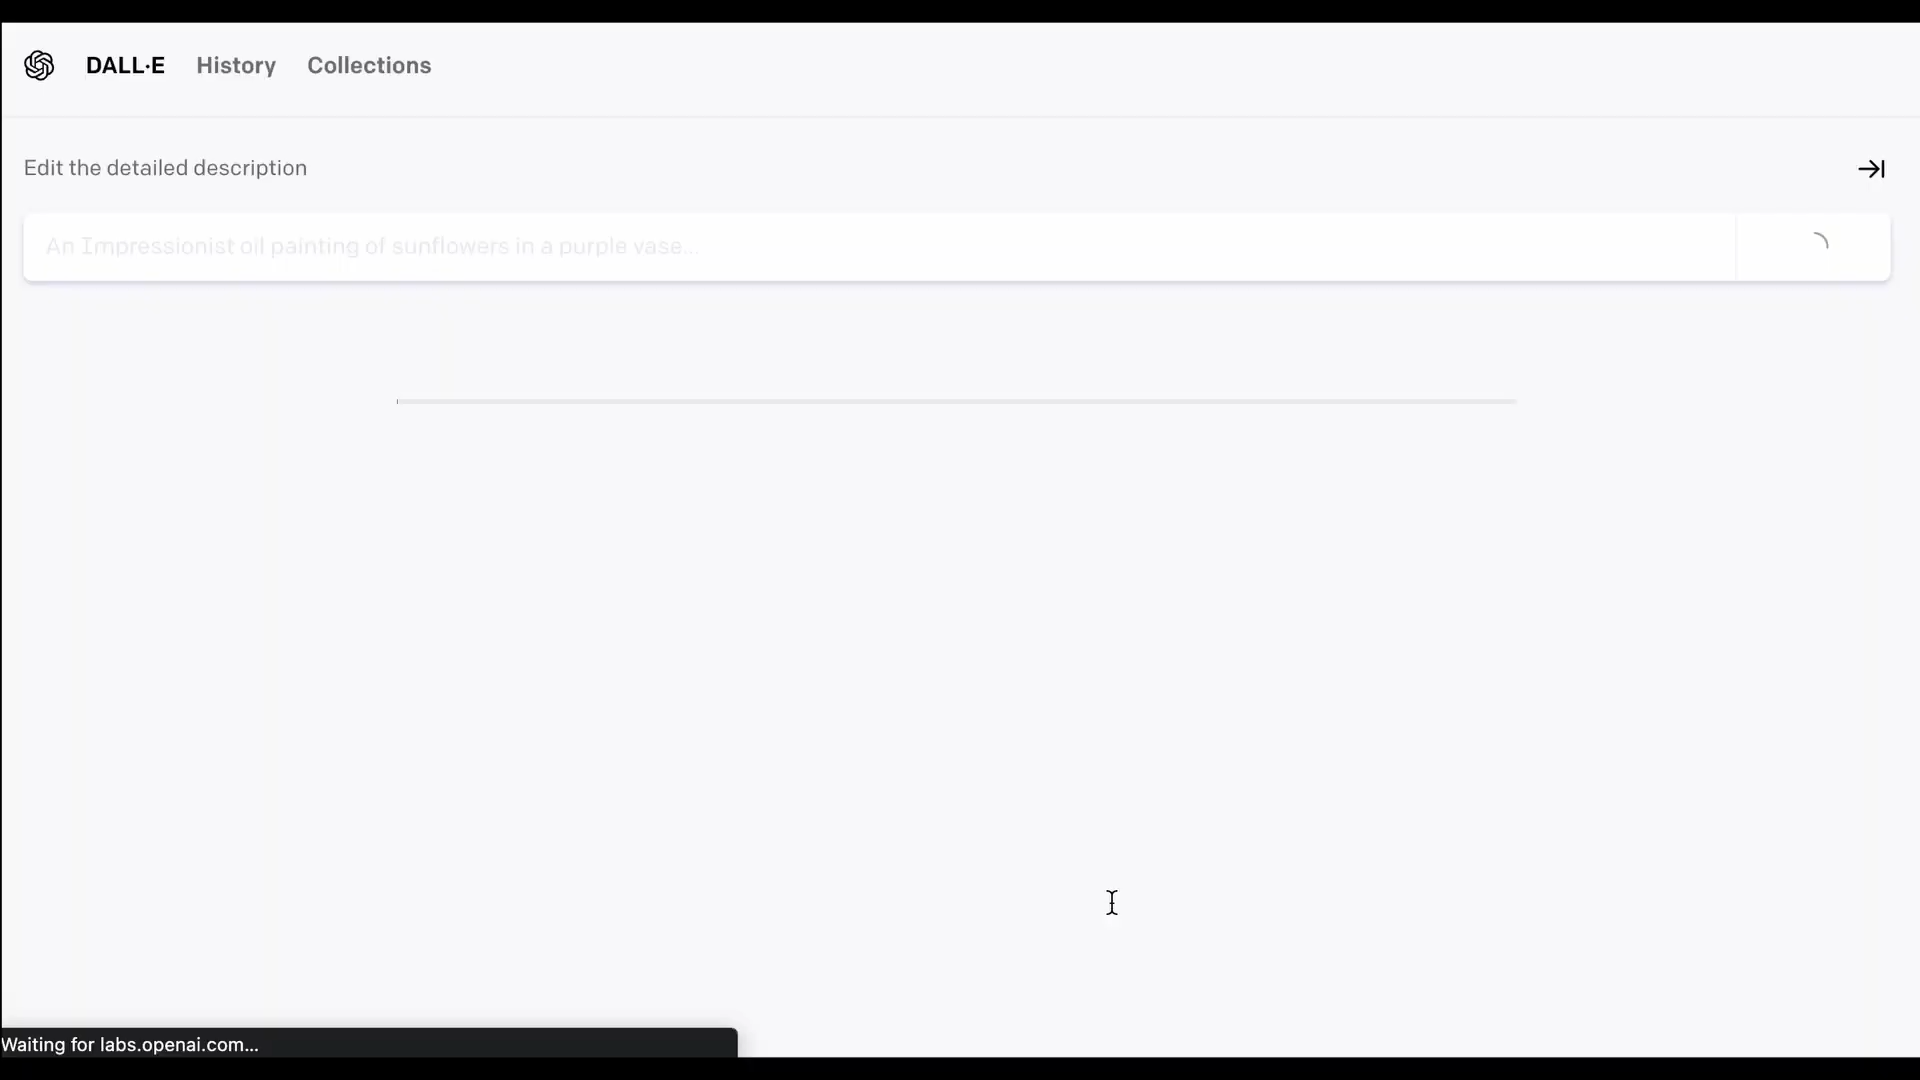 DALL·E History Collections
Edit the detailed description
An Impressionist oil painting of sunflowers in a purple vase...
Waiting for labs.openai.com...